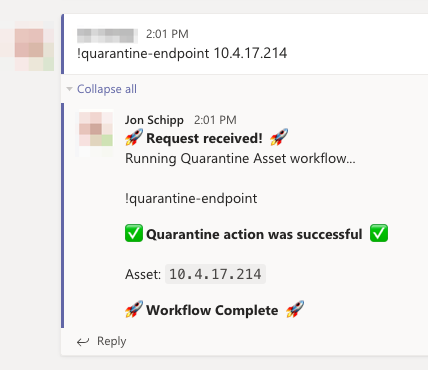 2:01 PM
!quarantine-endpoint 10.4.17.214
Collapse all
Jon Schipp 2:01 PM
🚀 Request received! 🚀
Running Quarantine Asset workflow...
!quarantine-endpoint
✅ Quarantine action was successful ✅
Asset: 10.4.17.214
🚀 Workflow Complete 🚀
Reply